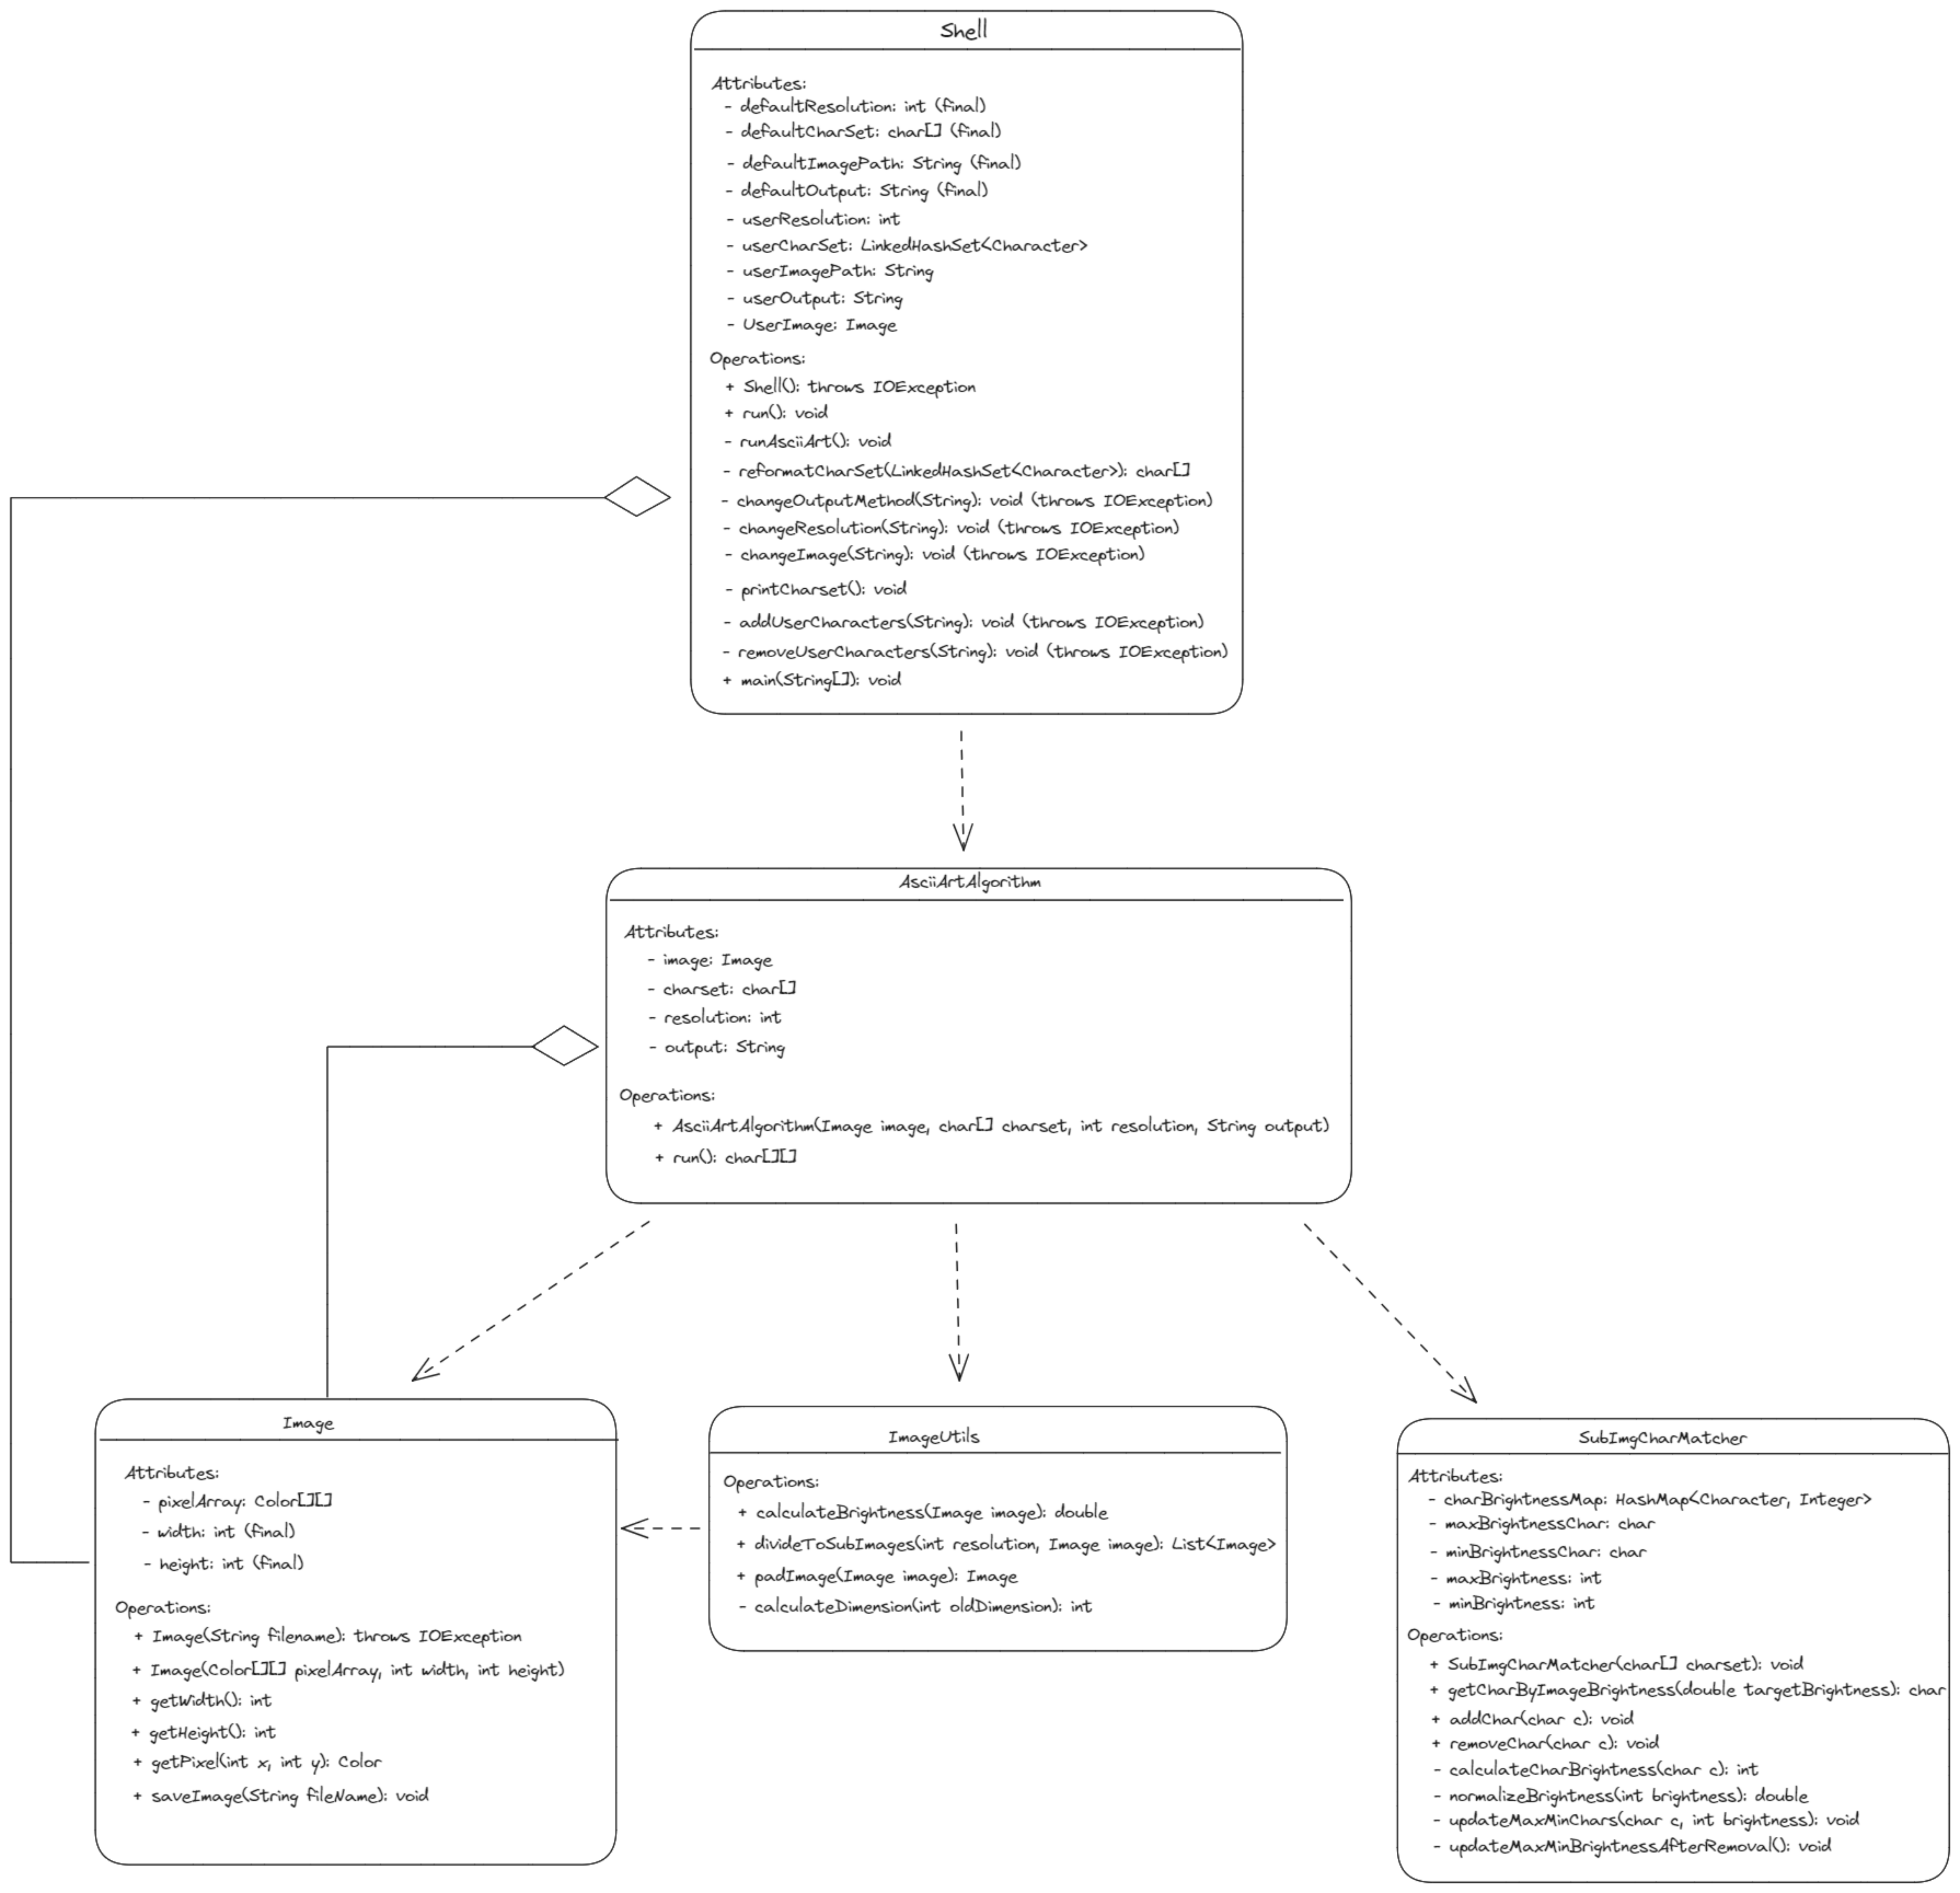 Shell
Attributes:
- defaultResolution: int (final)
- defaultCharSet: char[] (final)
- defaultImagePath: String (final)
- defaultOutput: String (final)
- userResolution: int
- userCharSet: LinkedHashSet<Character>
- userImagePath: String
- userOutput: String
- UserImage: Image
Operations:
+ Shell(): throws IOException
+ run(): void
- runAsciiArt(): void
- reformatCharSet(LinkedHashSet<Character>): char[]
- changeOutputMethod(String): void (throws IOException)
- changeResolution(String): void (throws IOException)
- changeImage(String): void (throws IOException)
- printCharset(): void
- addUserCharacters(String): void (throws IOException)
- removeUserCharacters(String): void (throws IOException)
+ main(String[]): void
AsciiArtAlgorithm
Attributes:
- image: Image
- charset: char[]
- resolution: int
- output: String
Operations:
+ AsciiArtAlgorithm(Image image, char[] charset, int resolution, String output)
+ run(): char[][]
Image
Attributes:
- pixelArray: Color[][]
- width: int (final)
- height: int (final)
Operations:
+ Image(String filename): throws IOException
+ Image(Color[][] pixelArray, int width, int height)
+ getWidth(): int
+ getHeight(): int
+ getPixel(int x, int y): Color
+ saveImage(String fileName): void
ImageUtils
Operations:
+ calculateBrightness(Image image): double
+ divideToSubImages(int resolution, Image image): List<Image>
+ padImage(Image image): Image
- calculateDimension(int oldDimension): int
SubImgCharMatcher
Attributes:
- charBrightnessMap: HashMap<Character, Integer>
- maxBrightnessChar: char
- minBrightnessChar: char
- maxBrightness: int
- minBrightness: int
Operations:
+ SubImgCharMatcher(char[] charset): void
+ getCharByImageBrightness(double targetBrightness): char
+ addChar(char c): void
+ removeChar(char c): void
- calculateCharBrightness(char c): int
- normalizeBrightness(int brightness): double
- updateMaxMinChars(char c, int brightness): void
- updateMaxMinBrightnessAfterRemoval(): void